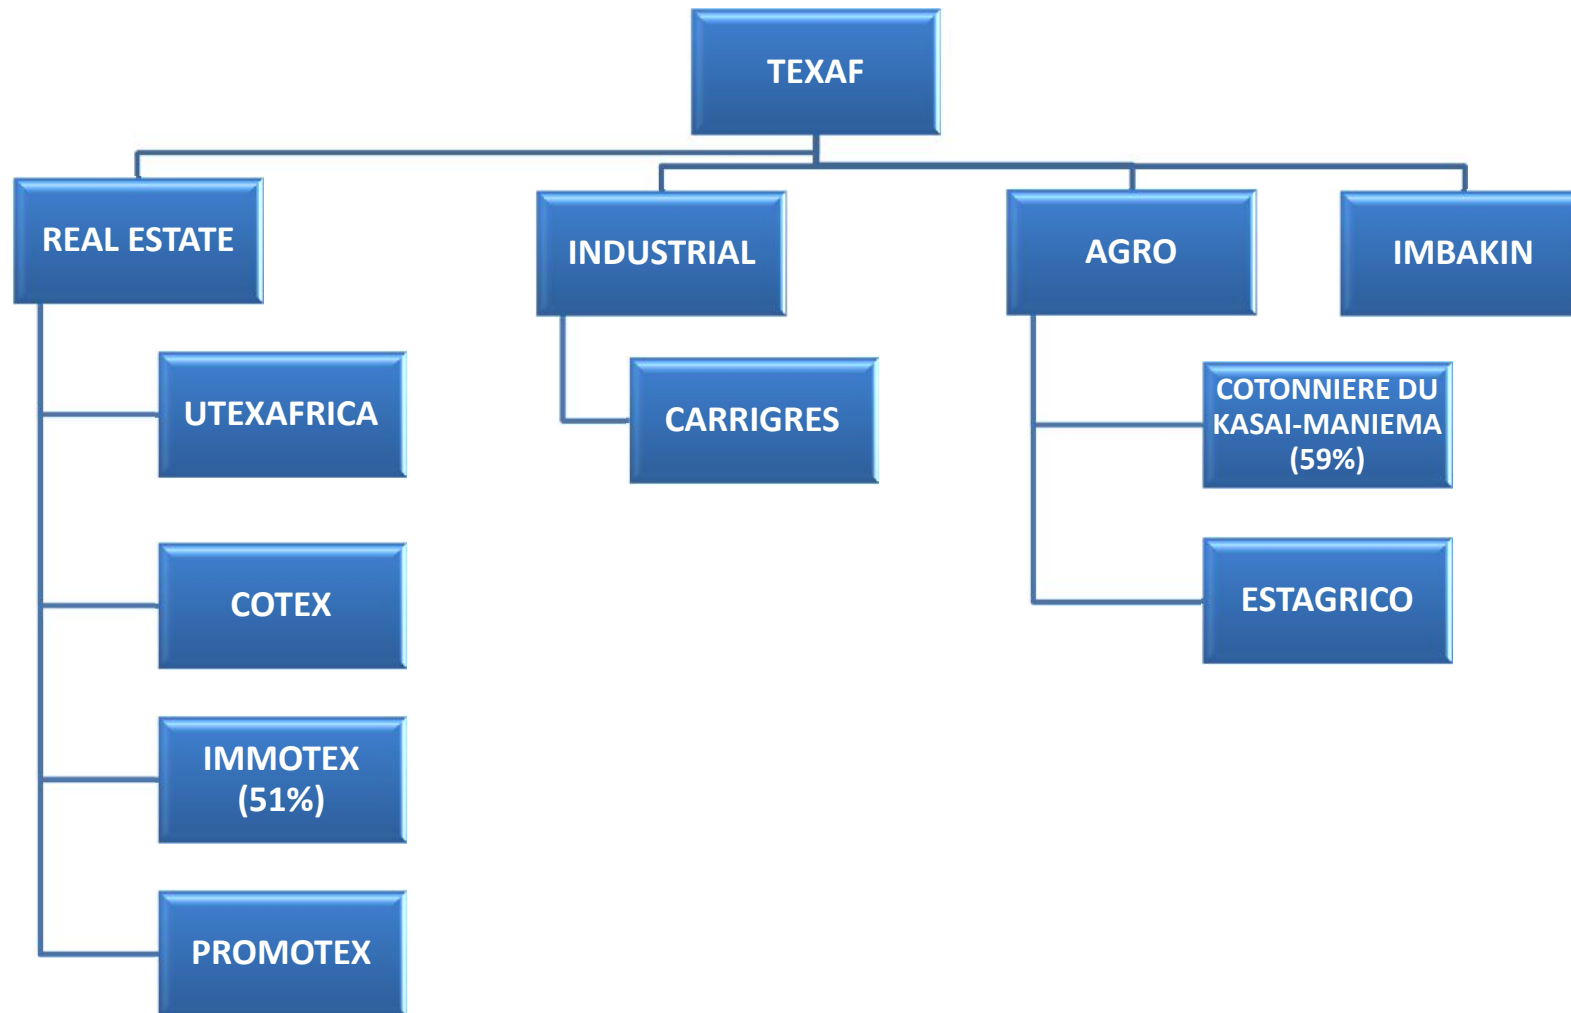 TEXAF
REAL ESTATE
INDUSTRIAL
AGRO
IMBAKIN
UTEXAFRICA
CARRIGRES
COTONNIERE DU
KASAI-MANIEMA
(59%)
COTEX
ESTAGRICO
IMMOTEX
(51%)
PROMOTEX